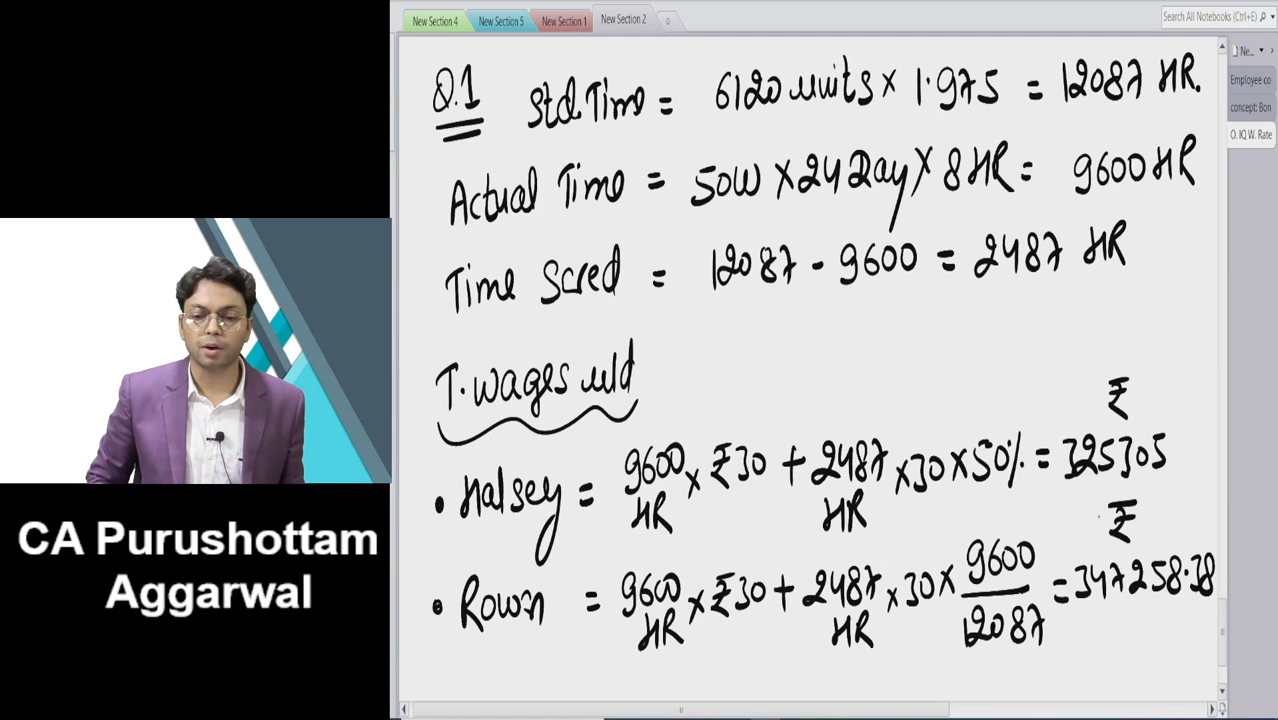 New Section 4 New Section 5 New Section 1 New Section 2
Search All Notebooks (Ctrl+E)
Ne...
Employee co
concept: Bon
O. IQ W. Rate
Q.1 Std. Time = 6120 units × 1.975 = 12087 HR.
Actual Time = 50W × 24 Day × 8 HR = 9600 HR
Time Saved = 12087 - 9600 = 2487 HR
T. wages u/d
₹
• Halsey = 9600 HR × ₹30 + 2487 HR × 30 × 50% = 325305
₹
• Rowan = 9600 HR × ₹30 + 2487 HR × 30 × 9600/12087 = 347258.38
CA Purushottam
Aggarwal